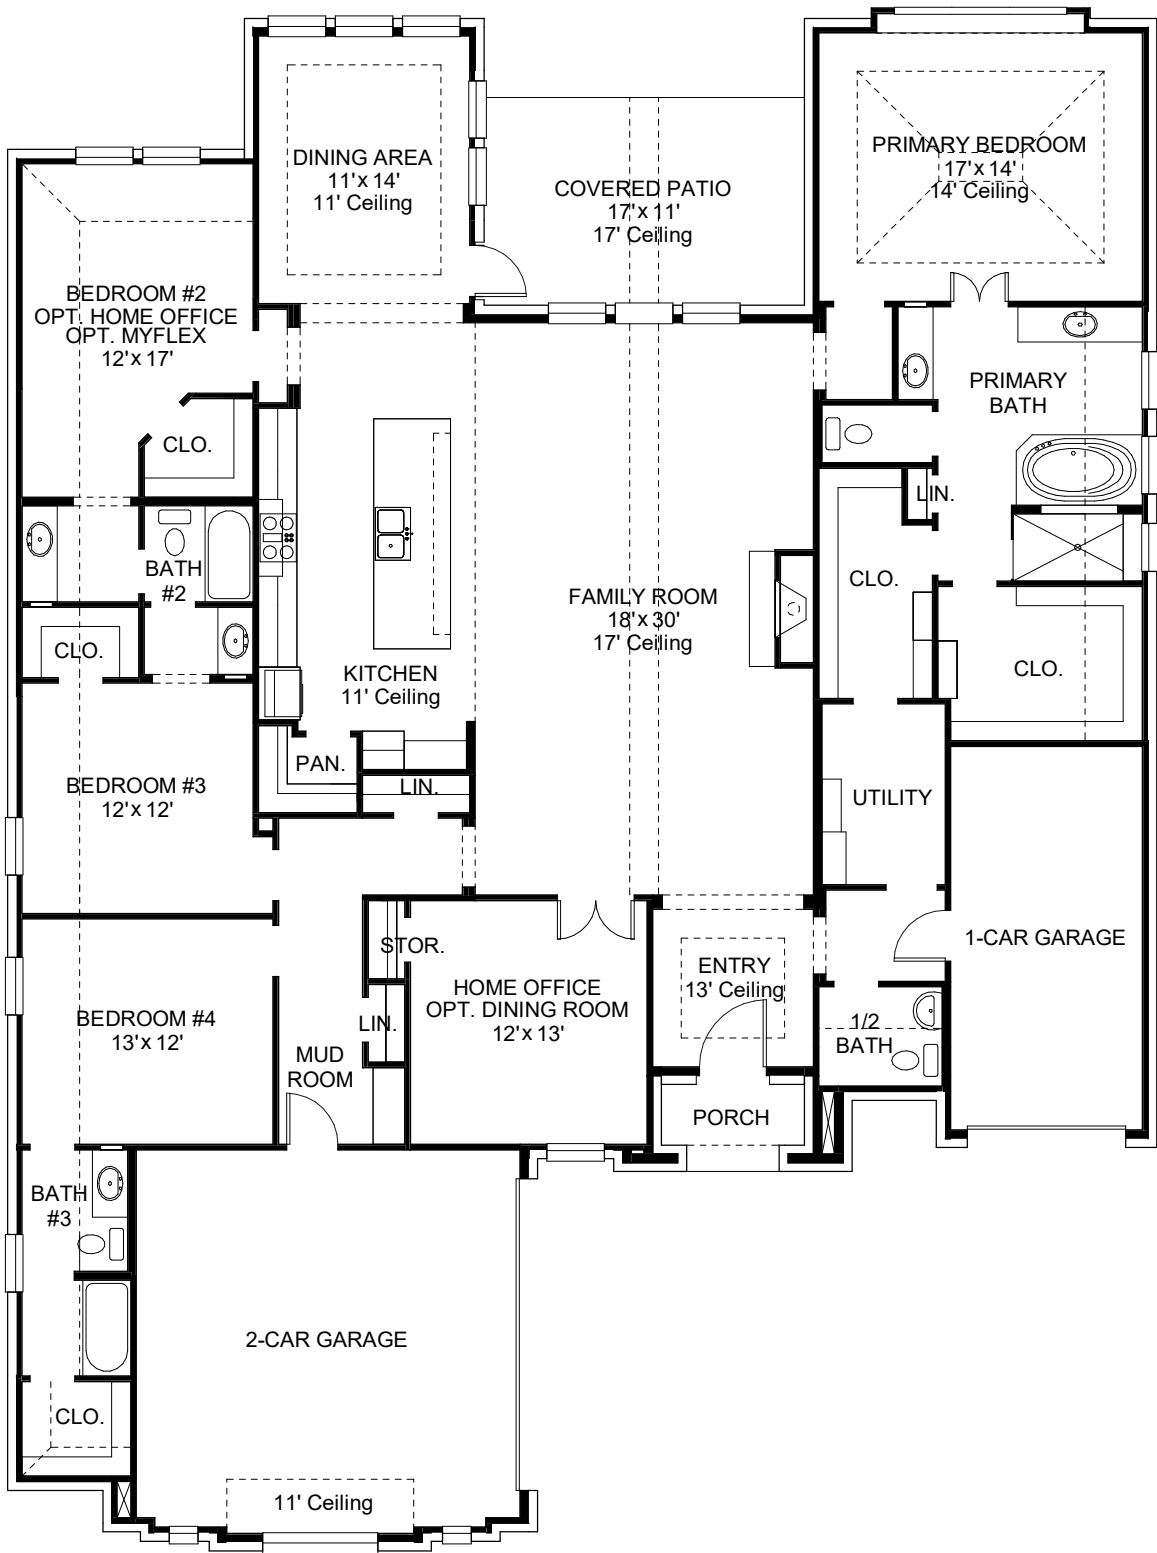 DINING AREA
11' x 14'
11' Ceiling
COVERED PATIO
17' x 11'
17' Ceiling
PRIMARY BEDROOM
17' x 14'
14' Ceiling
BEDROOM #2
OPT. HOME OFFICE
OPT. MYFLEX
12' x 17'
CLO.
PRIMARY
BATH
LIN.
BATH
#2
CLO.
CLO.
FAMILY ROOM
18' x 30'
17' Ceiling
CLO.
KITCHEN
11' Ceiling
PAN.
LIN.
BEDROOM #3
12' x 12'
UTILITY
STOR.
1-CAR GARAGE
ENTRY
13' Ceiling
HOME OFFICE
OPT. DINING ROOM
12' x 13'
BEDROOM #4
13' x 12'
LIN.
1/2
BATH
MUD
ROOM
PORCH
BATH
#3
2-CAR GARAGE
CLO.
11' Ceiling